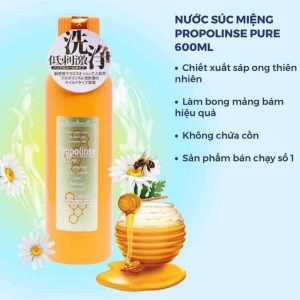 NƯỚC SÚC MIỆNG
PROPOLINSE PURE
600ML
Chiết xuất sáp ong thiên
nhiên
Làm bong mảng bám
hiệu quả
Không chứa cồn
Sản phẩm bán chạy số 1
洗浄
低刺激
propolinse